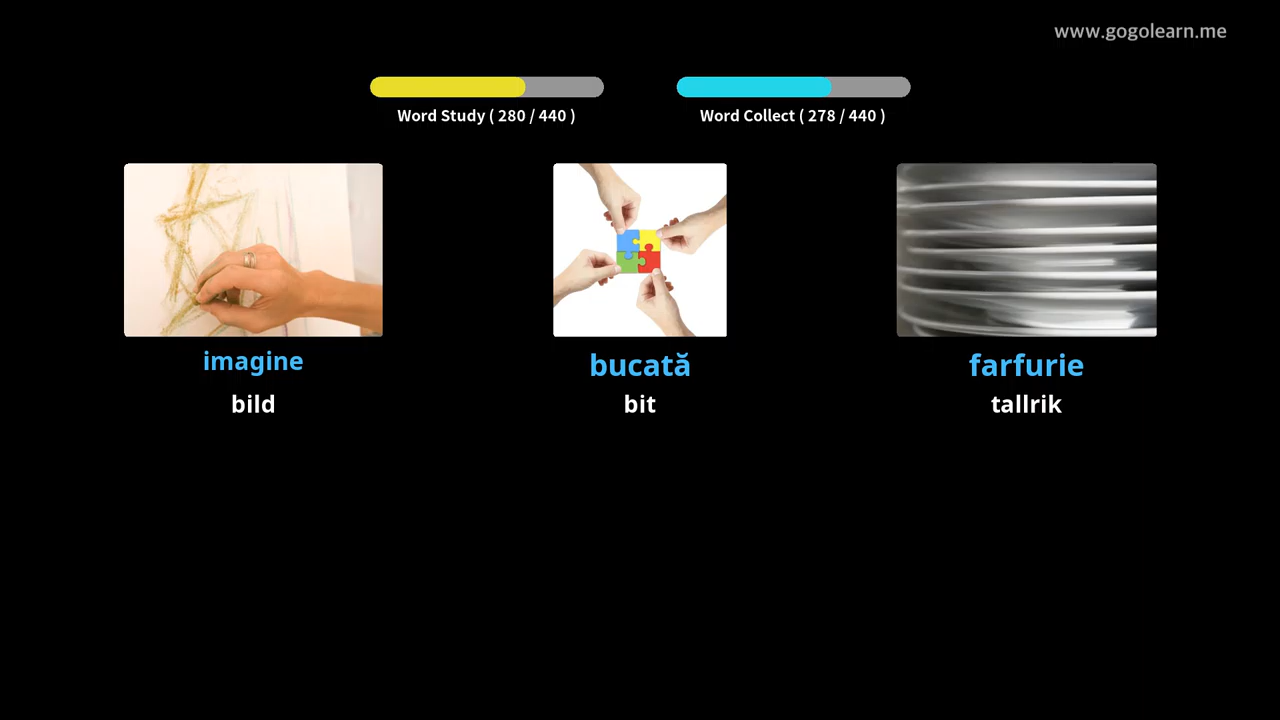 www.gogolearn.me
Word Study ( 280 / 440 )
Word Collect ( 278 / 440 )
imagine
bild
bucată
bit
farfurie
tallrik